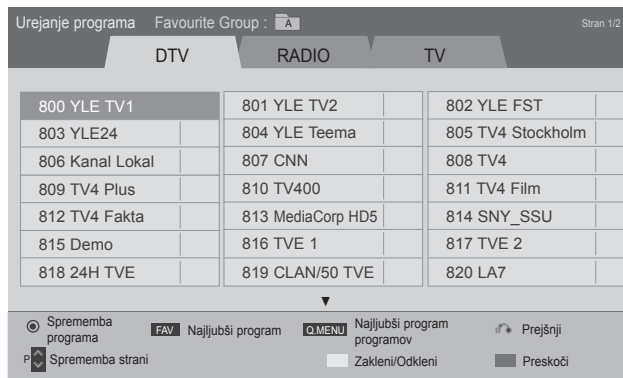 Urejanje programa Favourite Group : A Stran 1/2
DTV RADIO TV
800 YLE TV1 801 YLE TV2 802 YLE FST
803 YLE24 804 YLE Teema 805 TV4 Stockholm
806 Kanal Lokal 807 CNN 808 TV4
809 TV4 Plus 810 TV400 811 TV4 Film
812 TV4 Fakta 813 MediaCorp HD5 814 SNY_SSU
815 Demo 816 TVE 1 817 TVE 2
818 24H TVE 819 CLAN/50 TVE 820 LA7
Sprememba programa FAV Najljubši program Q.MENU Najljubši program programov Prejšnji
P Sprememba strani Zakleni/Odkleni Preskoči